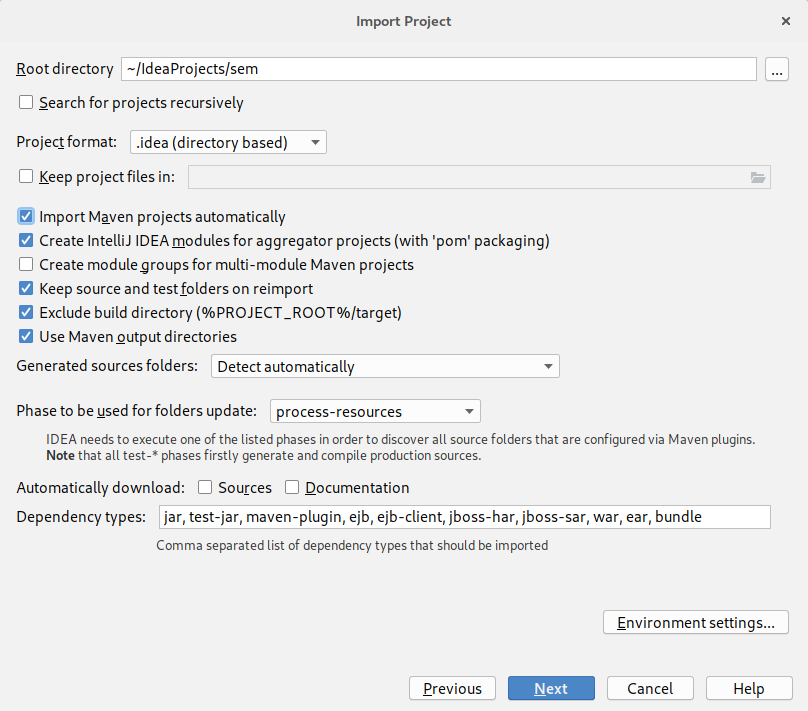 Import Project
Root directory ~/IdeaProjects/sem ...
Search for projects recursively
Project format: .idea (directory based)
Keep project files in:
Import Maven projects automatically
Create IntelliJ IDEA modules for aggregator projects (with 'pom' packaging)
Create module groups for multi-module Maven projects
Keep source and test folders on reimport
Exclude build directory (%PROJECT_ROOT%/target)
Use Maven output directories
Generated sources folders: Detect automatically
Phase to be used for folders update: process-resources
IDEA needs to execute one of the listed phases in order to discover all source folders that are configured via Maven plugins.
Note that all test-* phases firstly generate and compile production sources.
Automatically download: Sources Documentation
Dependency types: jar, test-jar, maven-plugin, ejb, ejb-client, jboss-har, jboss-sar, war, ear, bundle
Comma separated list of dependency types that should be imported
Environment settings...
Previous Next Cancel Help